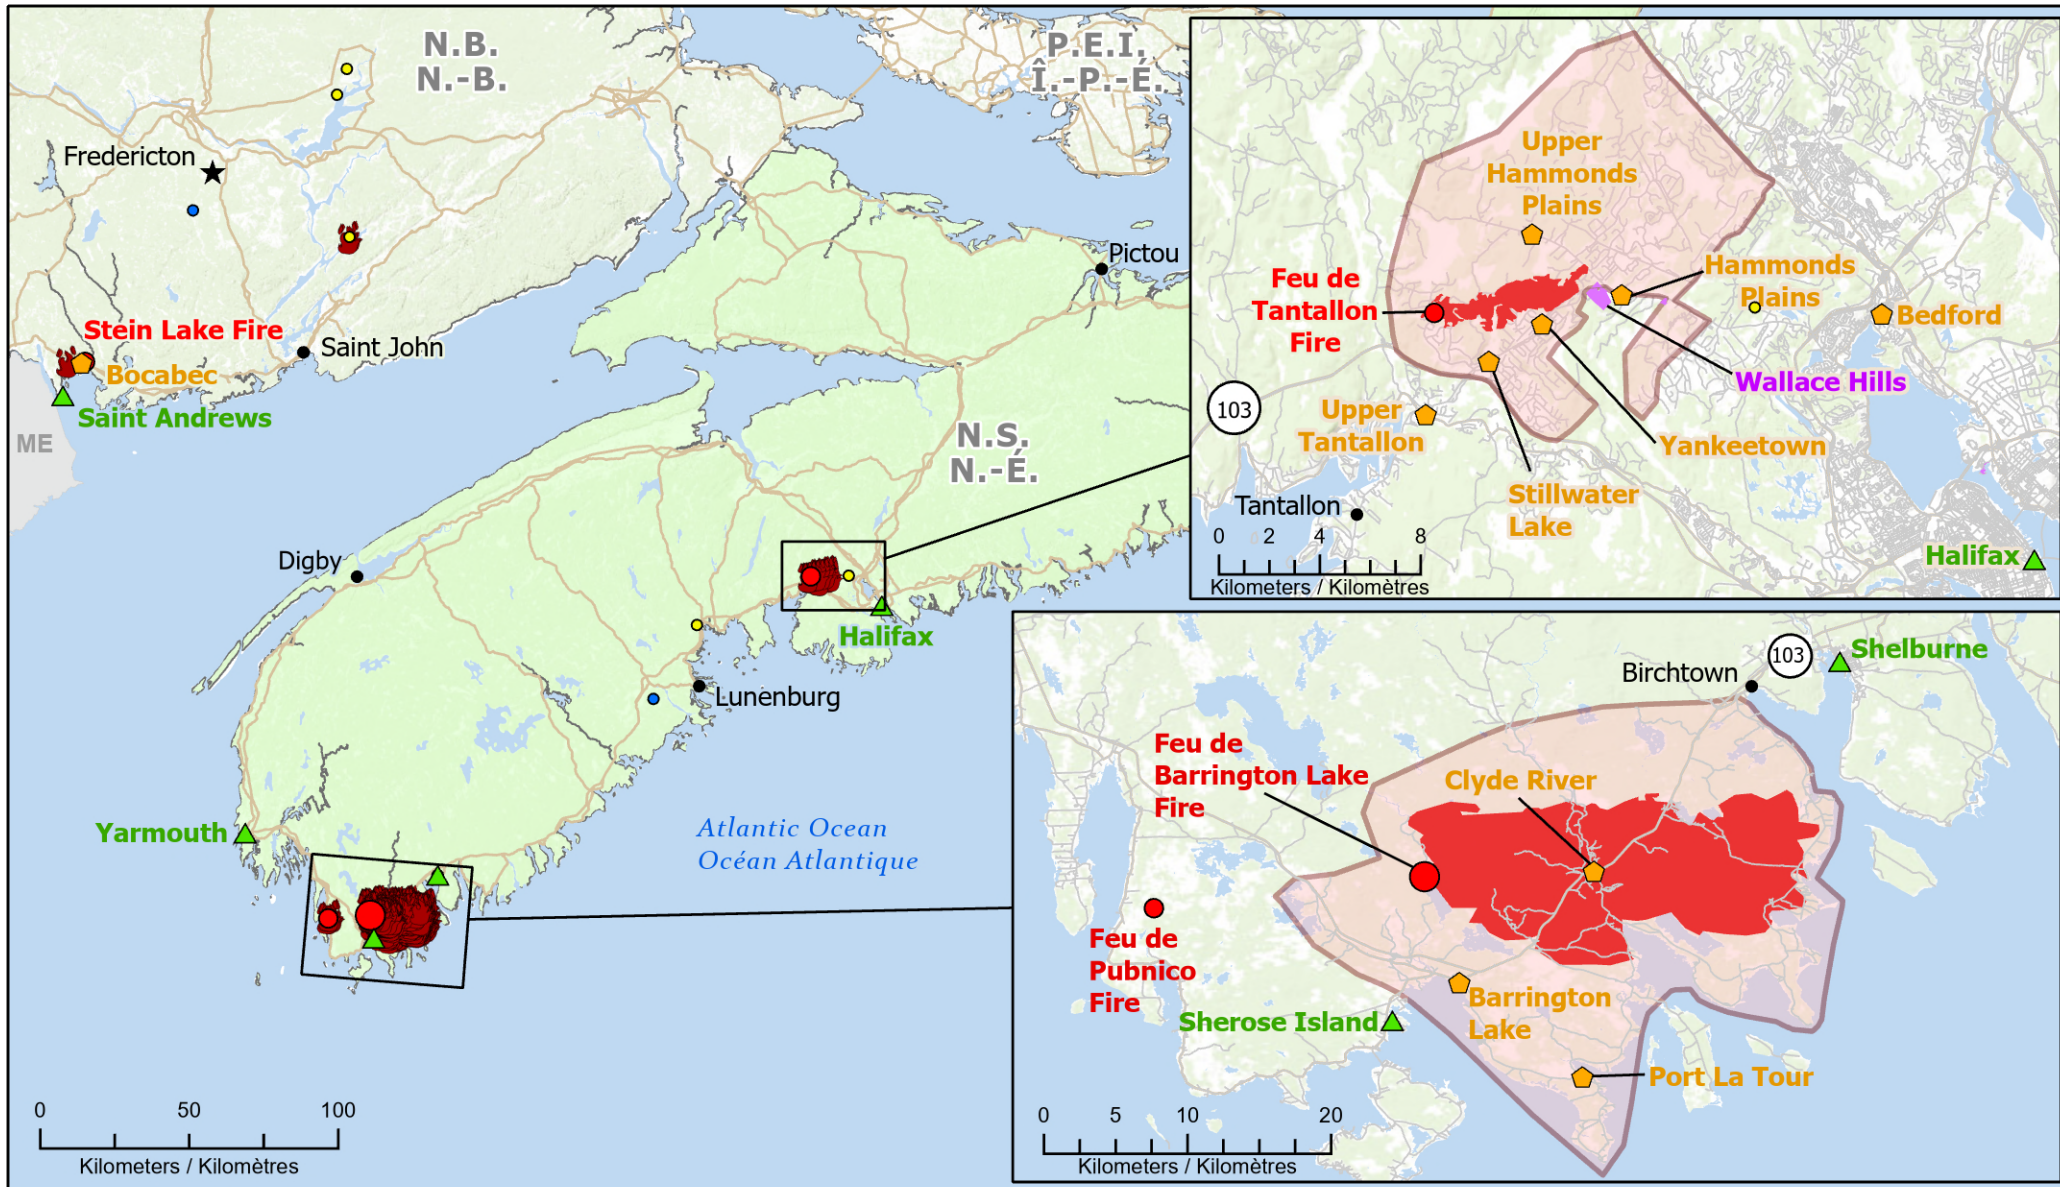 N.B.
N.-B.
P.E.I.
Î.-P.-É.
Fredericton
Pictou
Stein Lake Fire
Saint John
Bocabec
Saint Andrews
ME
N.S.
N.-É.
Digby
Halifax
Lunenburg
Yarmouth
Atlantic Ocean
Océan Atlantique
0 50 100
Kilometers / Kilomètres
Upper
Hammonds
Plains
Hammonds
Plains
Feu de
Tantallon
Fire
Bedford
Wallace Hills
103
Upper
Tantallon
Yankeetown
Stillwater
Lake
Tantallon
0 2 4 8
Kilometers / Kilomètres
Halifax
103
Shelburne
Birchtown
Feu de
Barrington Lake
Fire
Clyde River
Feu de
Pubnico
Fire
Barrington
Lake
Sherose Island
Port La Tour
0 5 10 20
Kilometers / Kilomètres